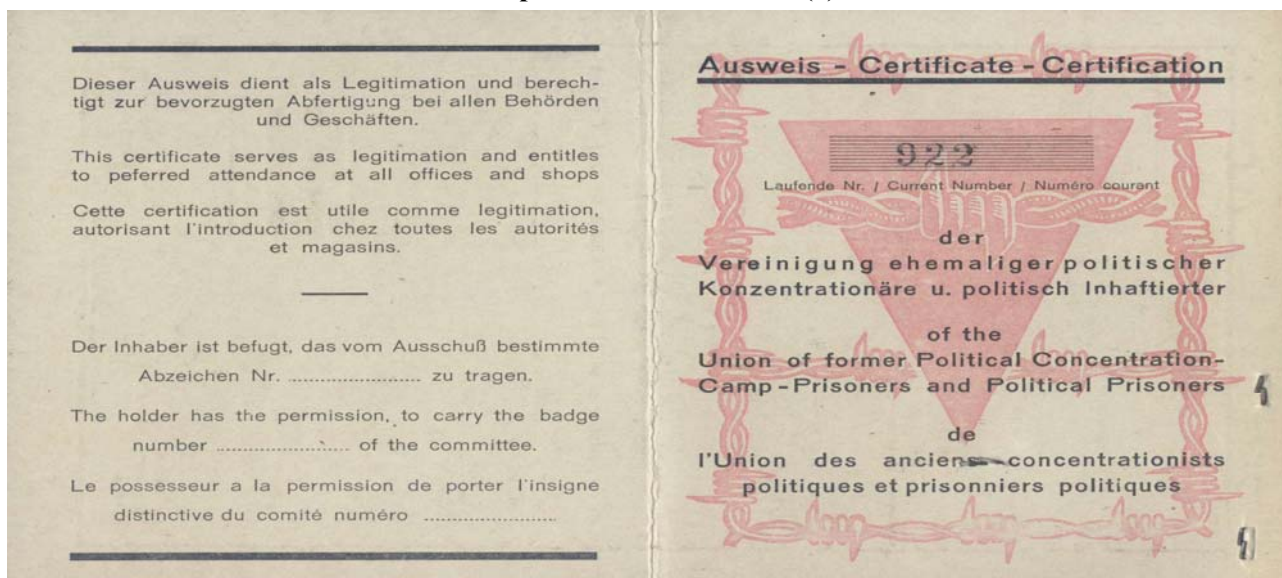 Dieser Ausweis dient als Legitimation und berech-
tigt zur bevorzugten Abfertigung bei allen Behörden
und Geschäften.
This certificate serves as legitimation and entitles
to peferred attendance at all offices and shops
Cette certification est utile comme legitimation,
autorisant l'introduction chez toutes les autorités
et magasins.
Der Inhaber ist befugt, das vom Ausschuß bestimmte
Abzeichen Nr. ........................ zu tragen.
The holder has the permission, to carry the badge
number ........................ of the committee.
Le possesseur a la permission de porter l'insigne
distinctive du comité numéro ........................
Ausweis - Certificate - Certification
922
Laufende Nr. / Current Number / Numéro courant
der
Vereinigung ehemaliger politischer
Konzentrationäre u. politisch Inhaftierter
of the
Union of former Political Concentration-
Camp-Prisoners and Political Prisoners
de
l'Union des anciens concentrationists
politiques et prisonniers politiques